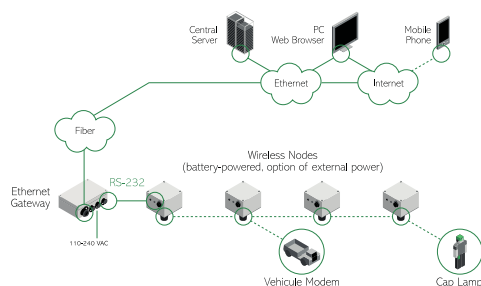 Central
Server
PC
Web Browser
Mobile
Phone
Ethernet
Internet
Fiber
Wireless Nodes
(battery-powered, option of external power)
Ethernet
Gateway
RS-232
110-240 VAC
Vehicule Modem
Cap Lamp